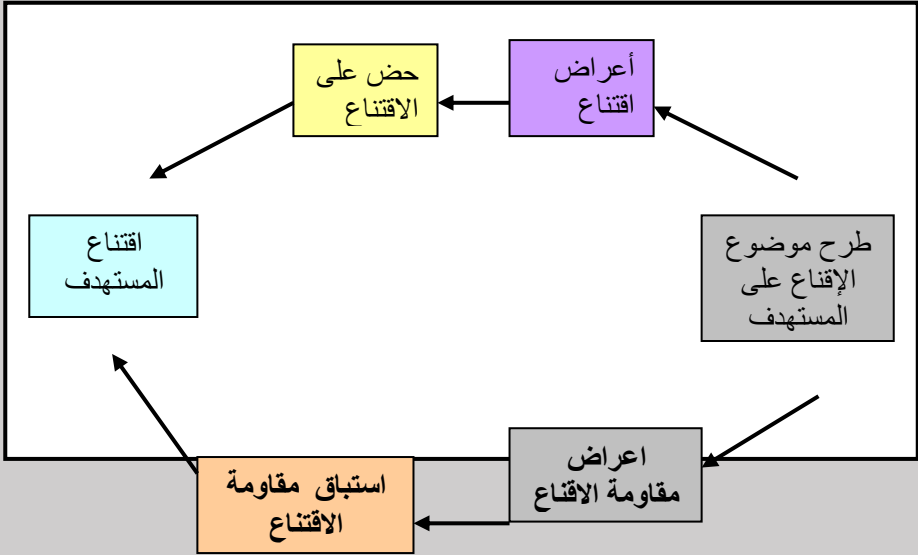 أعراض
اقتناع
حض على
الاقتناع
طرح موضوع
الإقناع على
المستهدف
اقتناع
المستهدف
اعراض
مقاومة الاقناع
استباق مقاومة
الاقتناع